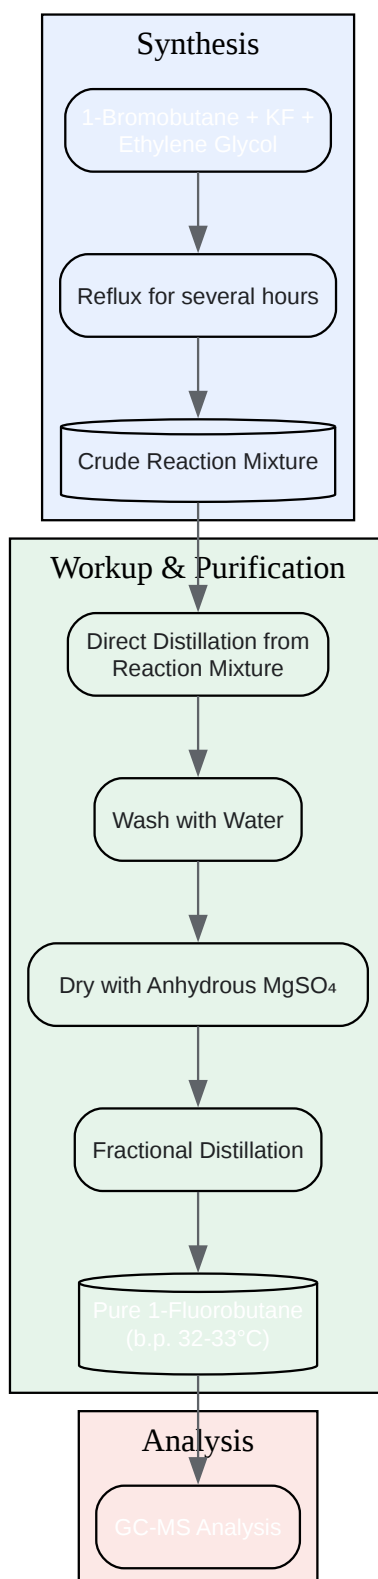 Synthesis
1-Bromobutane + KF +
Ethylene Glycol
Reflux for several hours
Crude Reaction Mixture
Workup & Purification
Direct Distillation from
Reaction Mixture
Wash with Water
Dry with Anhydrous MgSO₄
Fractional Distillation
Pure 1-Fluorobutane
(b.p. 32-33°C)
Analysis
GC-MS Analysis